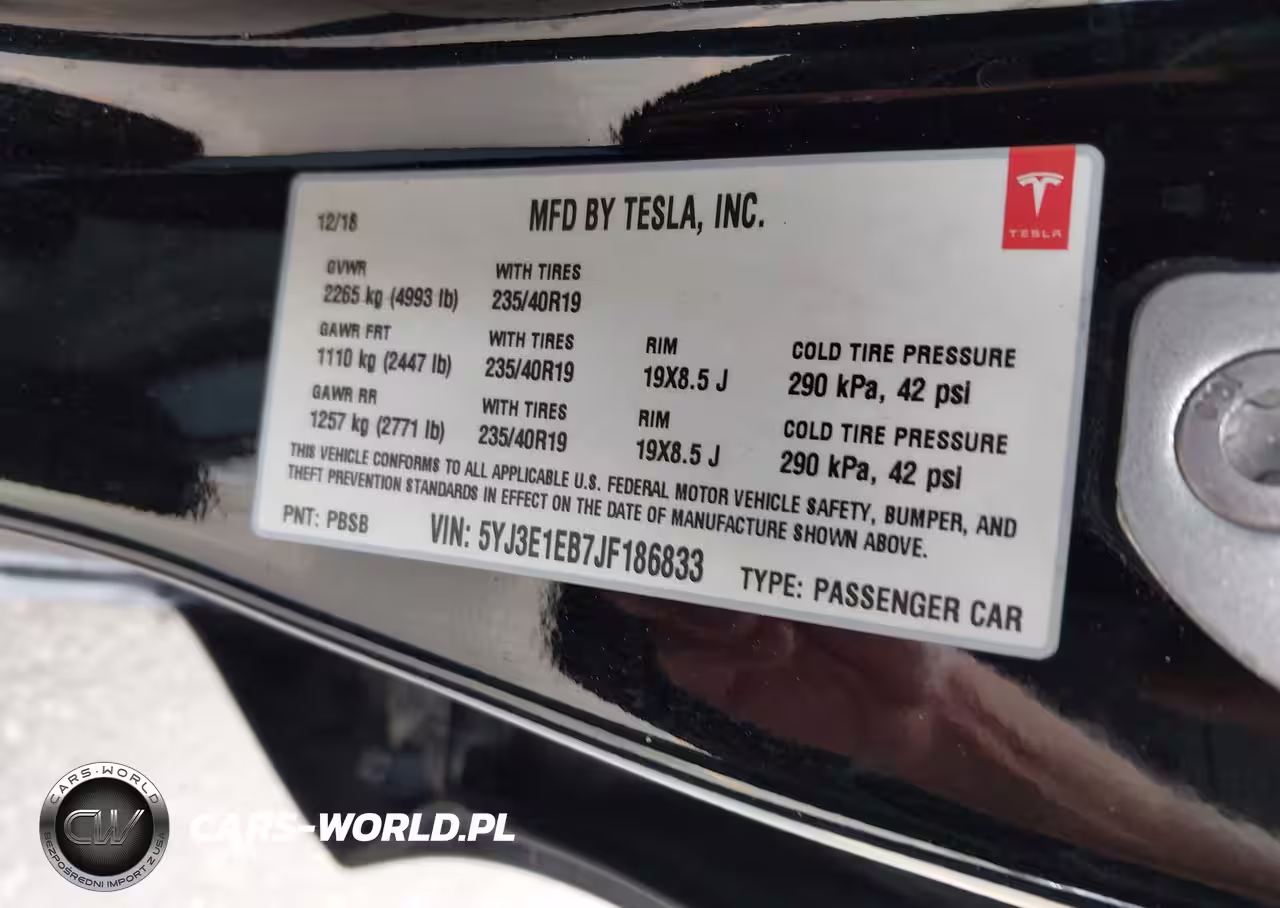 12/18
MFD BY TESLA, INC.
TESLA
GVWR
2265 kg (4993 lb)
WITH TIRES
235/40R19
GAWR FRT
1110 kg (2447 lb)
WITH TIRES
235/40R19
RIM
19X8.5 J
COLD TIRE PRESSURE
290 kPa, 42 psi
GAWR RR
1257 kg (2771 lb)
WITH TIRES
235/40R19
RIM
19X8.5 J
COLD TIRE PRESSURE
290 kPa, 42 psi
THIS VEHICLE CONFORMS TO ALL APPLICABLE U.S. FEDERAL MOTOR VEHICLE SAFETY, BUMPER, AND
THEFT PREVENTION STANDARDS IN EFFECT ON THE DATE OF MANUFACTURE SHOWN ABOVE.
PNT: PBSB
VIN: 5YJ3E1EB7JF186833
TYPE: PASSENGER CAR
CARS-WORLD
CW
BEZPOŚREDNI IMPORT Z USA
CARS-WORLD.PL